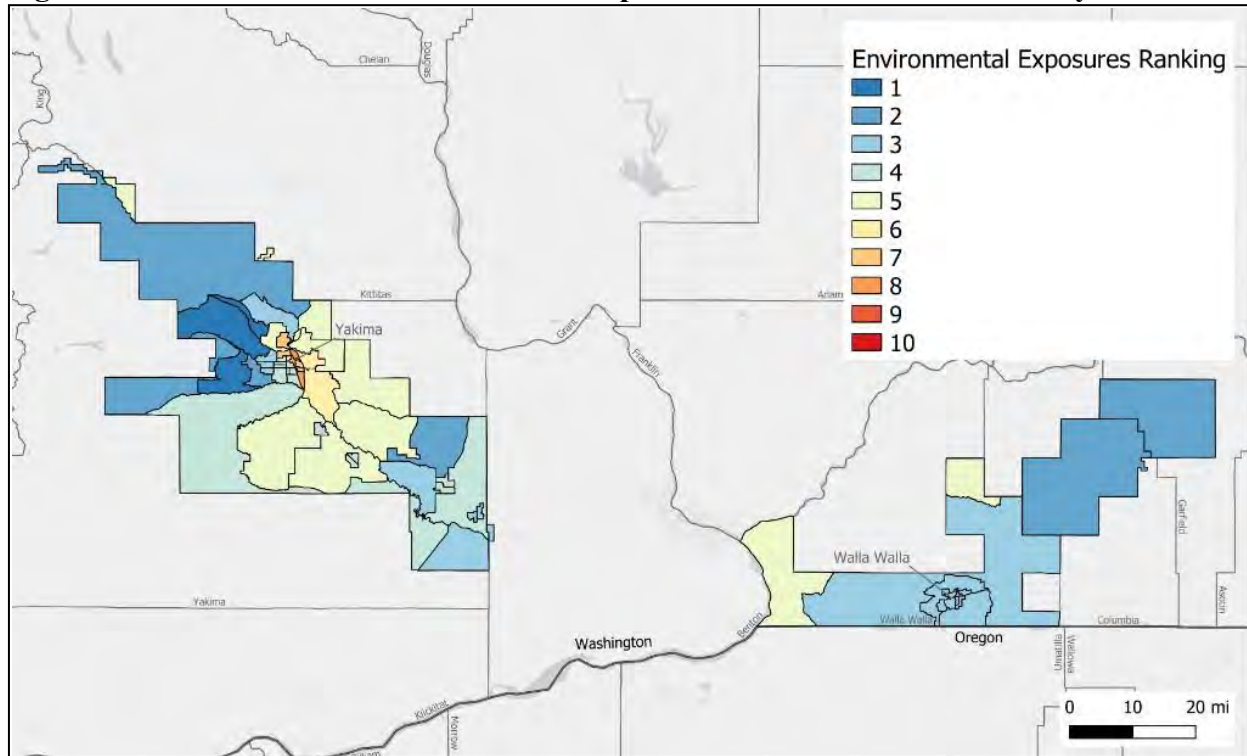 Chelan
Douglas
King
Environmental Exposures Ranking
1
2
3
4
5
6
7
8
9
10
Kittitas
Yakima
Grant
Adam
Franklin
Garfield
Asotin
Walla Walla
Yakima
Walla Walla
Columbia
Benton
Washington
Oregon
Umatilla
Wallowa
Klickitat
Morrow
0 10 20 mi